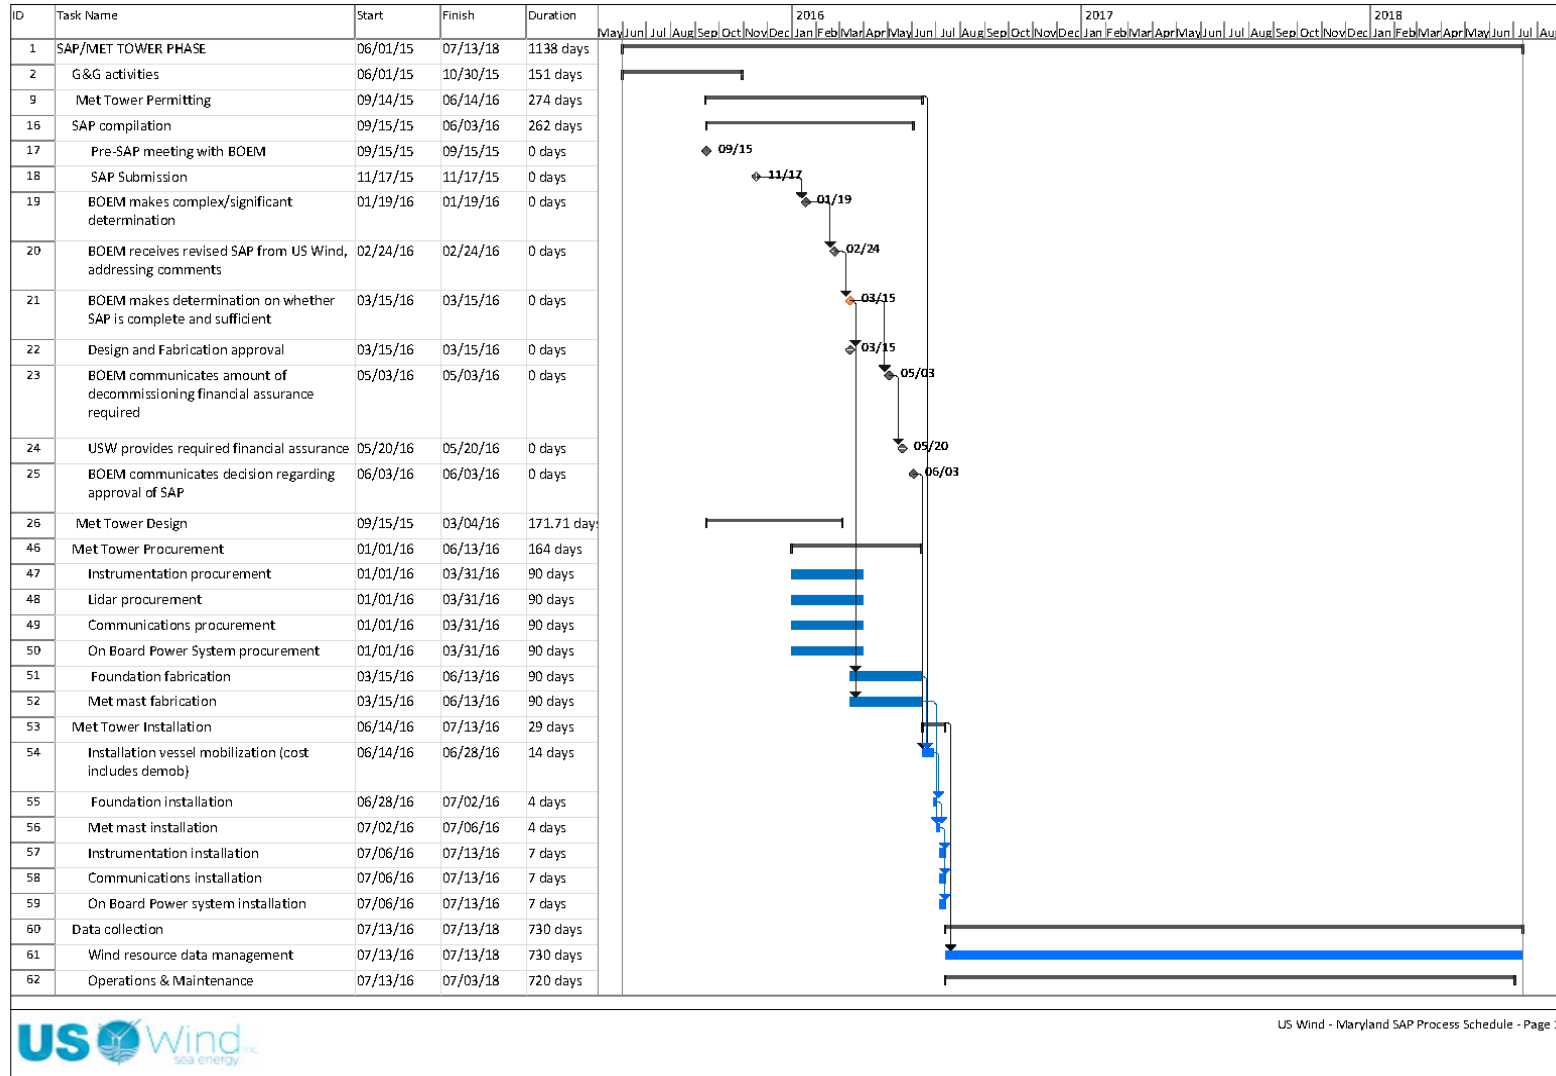 ID Task Name Start Finish Duration 2016 2017 2018
May Jun Jul Aug Sep Oct Nov Dec Jan Feb Mar Apr May Jun Jul Aug Sep Oct Nov Dec Jan Feb Mar Apr May Jun Jul Aug Sep Oct Nov Dec Jan Feb Mar Apr May Jun Jul Aug
1 SAP/MET TOWER PHASE 06/01/15 07/13/18 1138 days
2 G&G activities 06/01/15 10/30/15 151 days
9 Met Tower Permitting 09/14/15 06/14/16 274 days
16 SAP compilation 09/15/15 06/03/16 262 days
17 Pre-SAP meeting with BOEM 09/15/15 09/15/15 0 days 09/15
18 SAP Submission 11/17/15 11/17/15 0 days 11/17
19 BOEM makes complex/significant 01/19/16 01/19/16 0 days 01/19
determination
20 BOEM receives revised SAP from US Wind, 02/24/16 02/24/16 0 days 02/24
addressing comments
21 BOEM makes determination on whether 03/15/16 03/15/16 0 days 03/15
SAP is complete and sufficient
22 Design and Fabrication approval 03/15/16 03/15/16 0 days 03/15
23 BOEM communicates amount of 05/03/16 05/03/16 0 days 05/03
decommissioning financial assurance
required
24 USW provides required financial assurance 05/20/16 05/20/16 0 days 05/20
25 BOEM communicates decision regarding 06/03/16 06/03/16 0 days 06/03
approval of SAP
26 Met Tower Design 09/15/15 03/04/16 171.71 days
46 Met Tower Procurement 01/01/16 06/13/16 164 days
47 Instrumentation procurement 01/01/16 03/31/16 90 days
48 Lidar procurement 01/01/16 03/31/16 90 days
49 Communications procurement 01/01/16 03/31/16 90 days
50 On Board Power System procurement 01/01/16 03/31/16 90 days
51 Foundation fabrication 03/15/16 06/13/16 90 days
52 Met mast fabrication 03/15/16 06/13/16 90 days
53 Met Tower Installation 06/14/16 07/13/16 29 days
54 Installation vessel mobilization (cost 06/14/16 06/28/16 14 days
includes demob)
55 Foundation installation 06/28/16 07/02/16 4 days
56 Met mast installation 07/02/16 07/06/16 4 days
57 Instrumentation installation 07/06/16 07/13/16 7 days
58 Communications installation 07/06/16 07/13/16 7 days
59 On Board Power system installation 07/06/16 07/13/16 7 days
60 Data collection 07/13/16 07/13/18 730 days
61 Wind resource data management 07/13/16 07/13/18 730 days
62 Operations & Maintenance 07/13/16 07/03/18 720 days
US Wind inc
sea energy
US Wind - Maryland SAP Process Schedule - Page 1